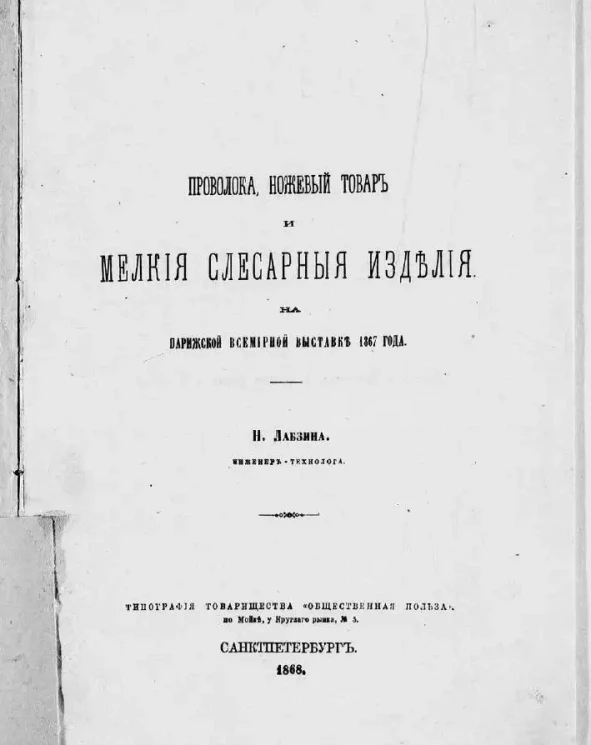 ПРОВОЛОКА, НОЖЕВЫЙ ТОВАРЪ
И
МЕЛКІЯ СЛЕСАРНЫЯ ИЗДѢЛІЯ.
НА
ПАРИЖСКОЙ ВСЕМІРНОЙ ВЫСТАВКѢ 1867 ГОДА.
Н. ЛАБЗИНА.
ИНЖЕНЕРЪ-ТЕХНОЛОГА.
ТИПОГРАФІЯ ТОВАРИЩЕСТВА «ОБЩЕСТВЕННАЯ ПОЛЬЗА».
по Мойкѣ, у Круглаго рынка, № 5.
САНКТПЕТЕРБУРГЪ.
1868.